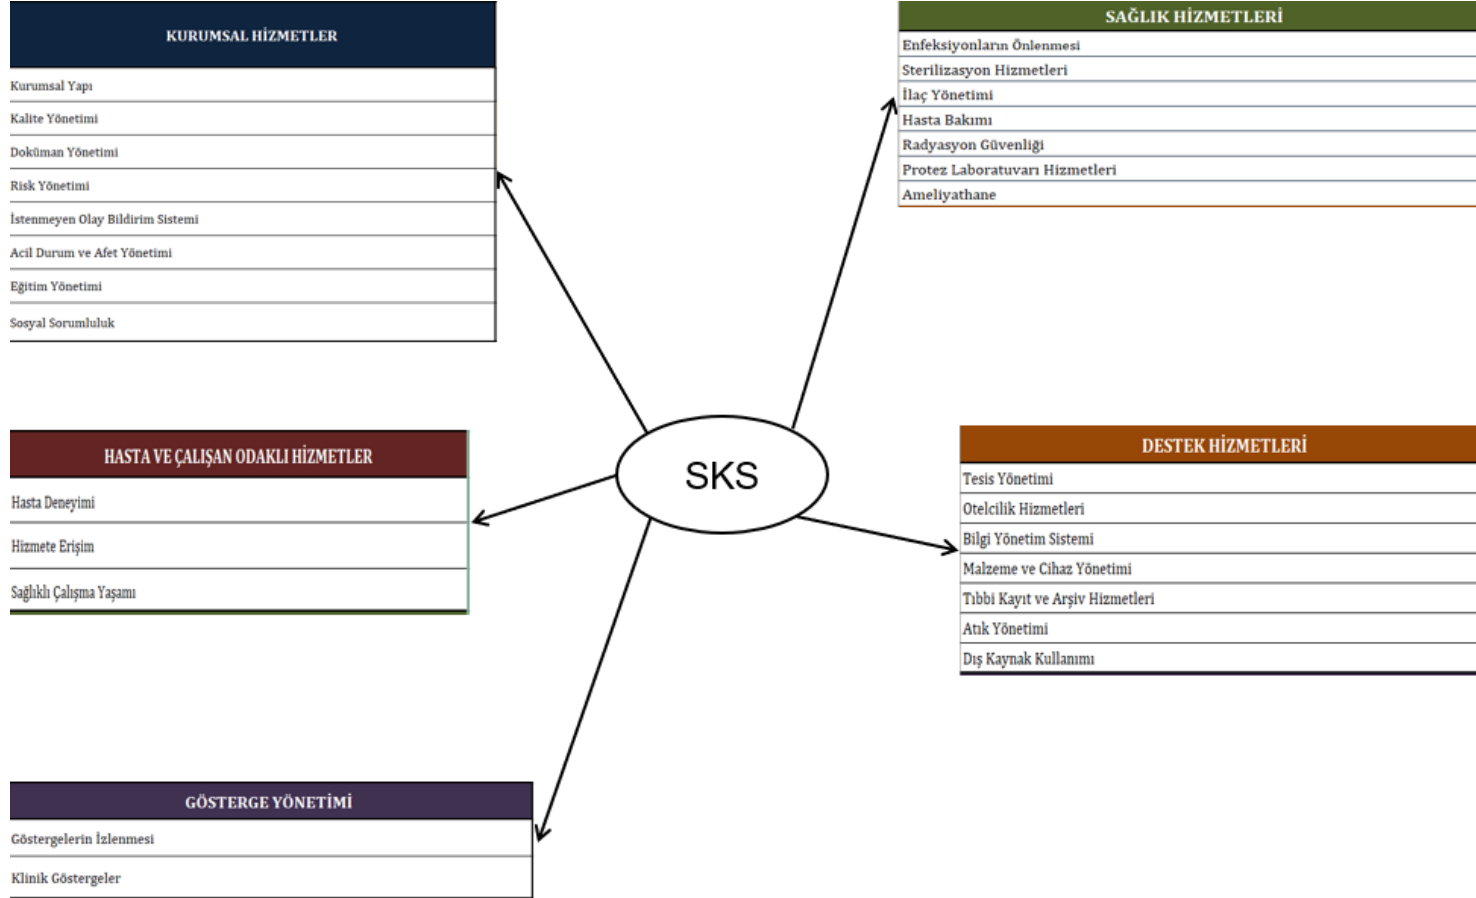 KURUMSAL HİZMETLER
Kurumsal Yapı
Kalite Yönetimi
Doküman Yönetimi
Risk Yönetimi
İstenmeyen Olay Bildirim Sistemi
Acil Durum ve Afet Yönetimi
Eğitim Yönetimi
Sosyal Sorumluluk
SAĞLIK HİZMETLERİ
Enfeksiyonların Önlenmesi
Sterilizasyon Hizmetleri
İlaç Yönetimi
Hasta Bakımı
Radyasyon Güvenliği
Protez Laboratuvarı Hizmetleri
Ameliyathane
HASTA VE ÇALIŞAN ODAKLI HİZMETLER
Hasta Deneyimi
Hizmete Erişim
Sağlıklı Çalışma Yaşamı
SKS
DESTEK HİZMETLERİ
Tesis Yönetimi
Otelcilik Hizmetleri
Bilgi Yönetim Sistemi
Malzeme ve Cihaz Yönetimi
Tıbbi Kayıt ve Arşiv Hizmetleri
Atık Yönetimi
Dış Kaynak Kullanımı
GÖSTERGE YÖNETİMİ
Göstergelerin İzlenmesi
Klinik Göstergeler